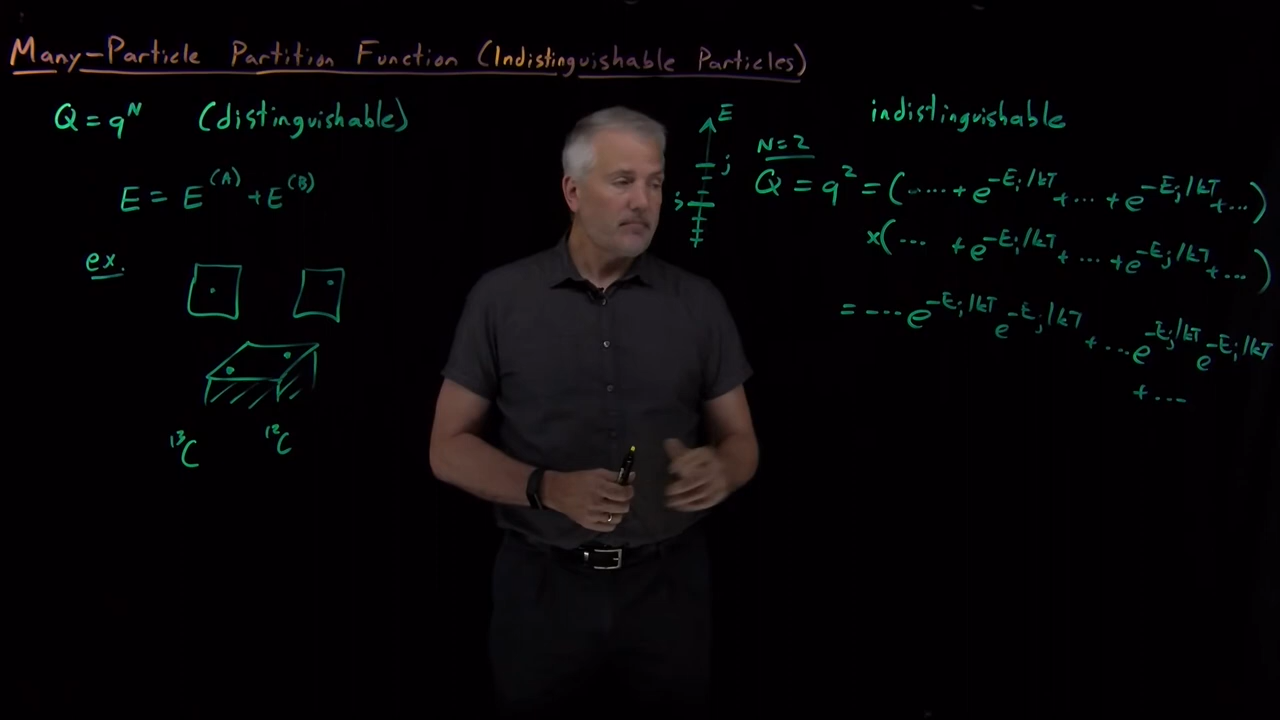 Many-Particle Partition Function (Indistinguishable Particles)
Q = q^N (distinguishable)
E = E^(A) + E^(B)
ex.
¹³C ¹²C
E
j
i
indistinguishable
N=2
Q = q² = (..... + e^-Ei/kT + ... + e^-Ej/kT + ...)
x(... + e^-Ei/kT + ... + e^-Ej/kT + ...)
= ---- e^-Ei/kT e^-Ej/kT + ... e^-Ej/kT e^-Ei/kT
+ ---